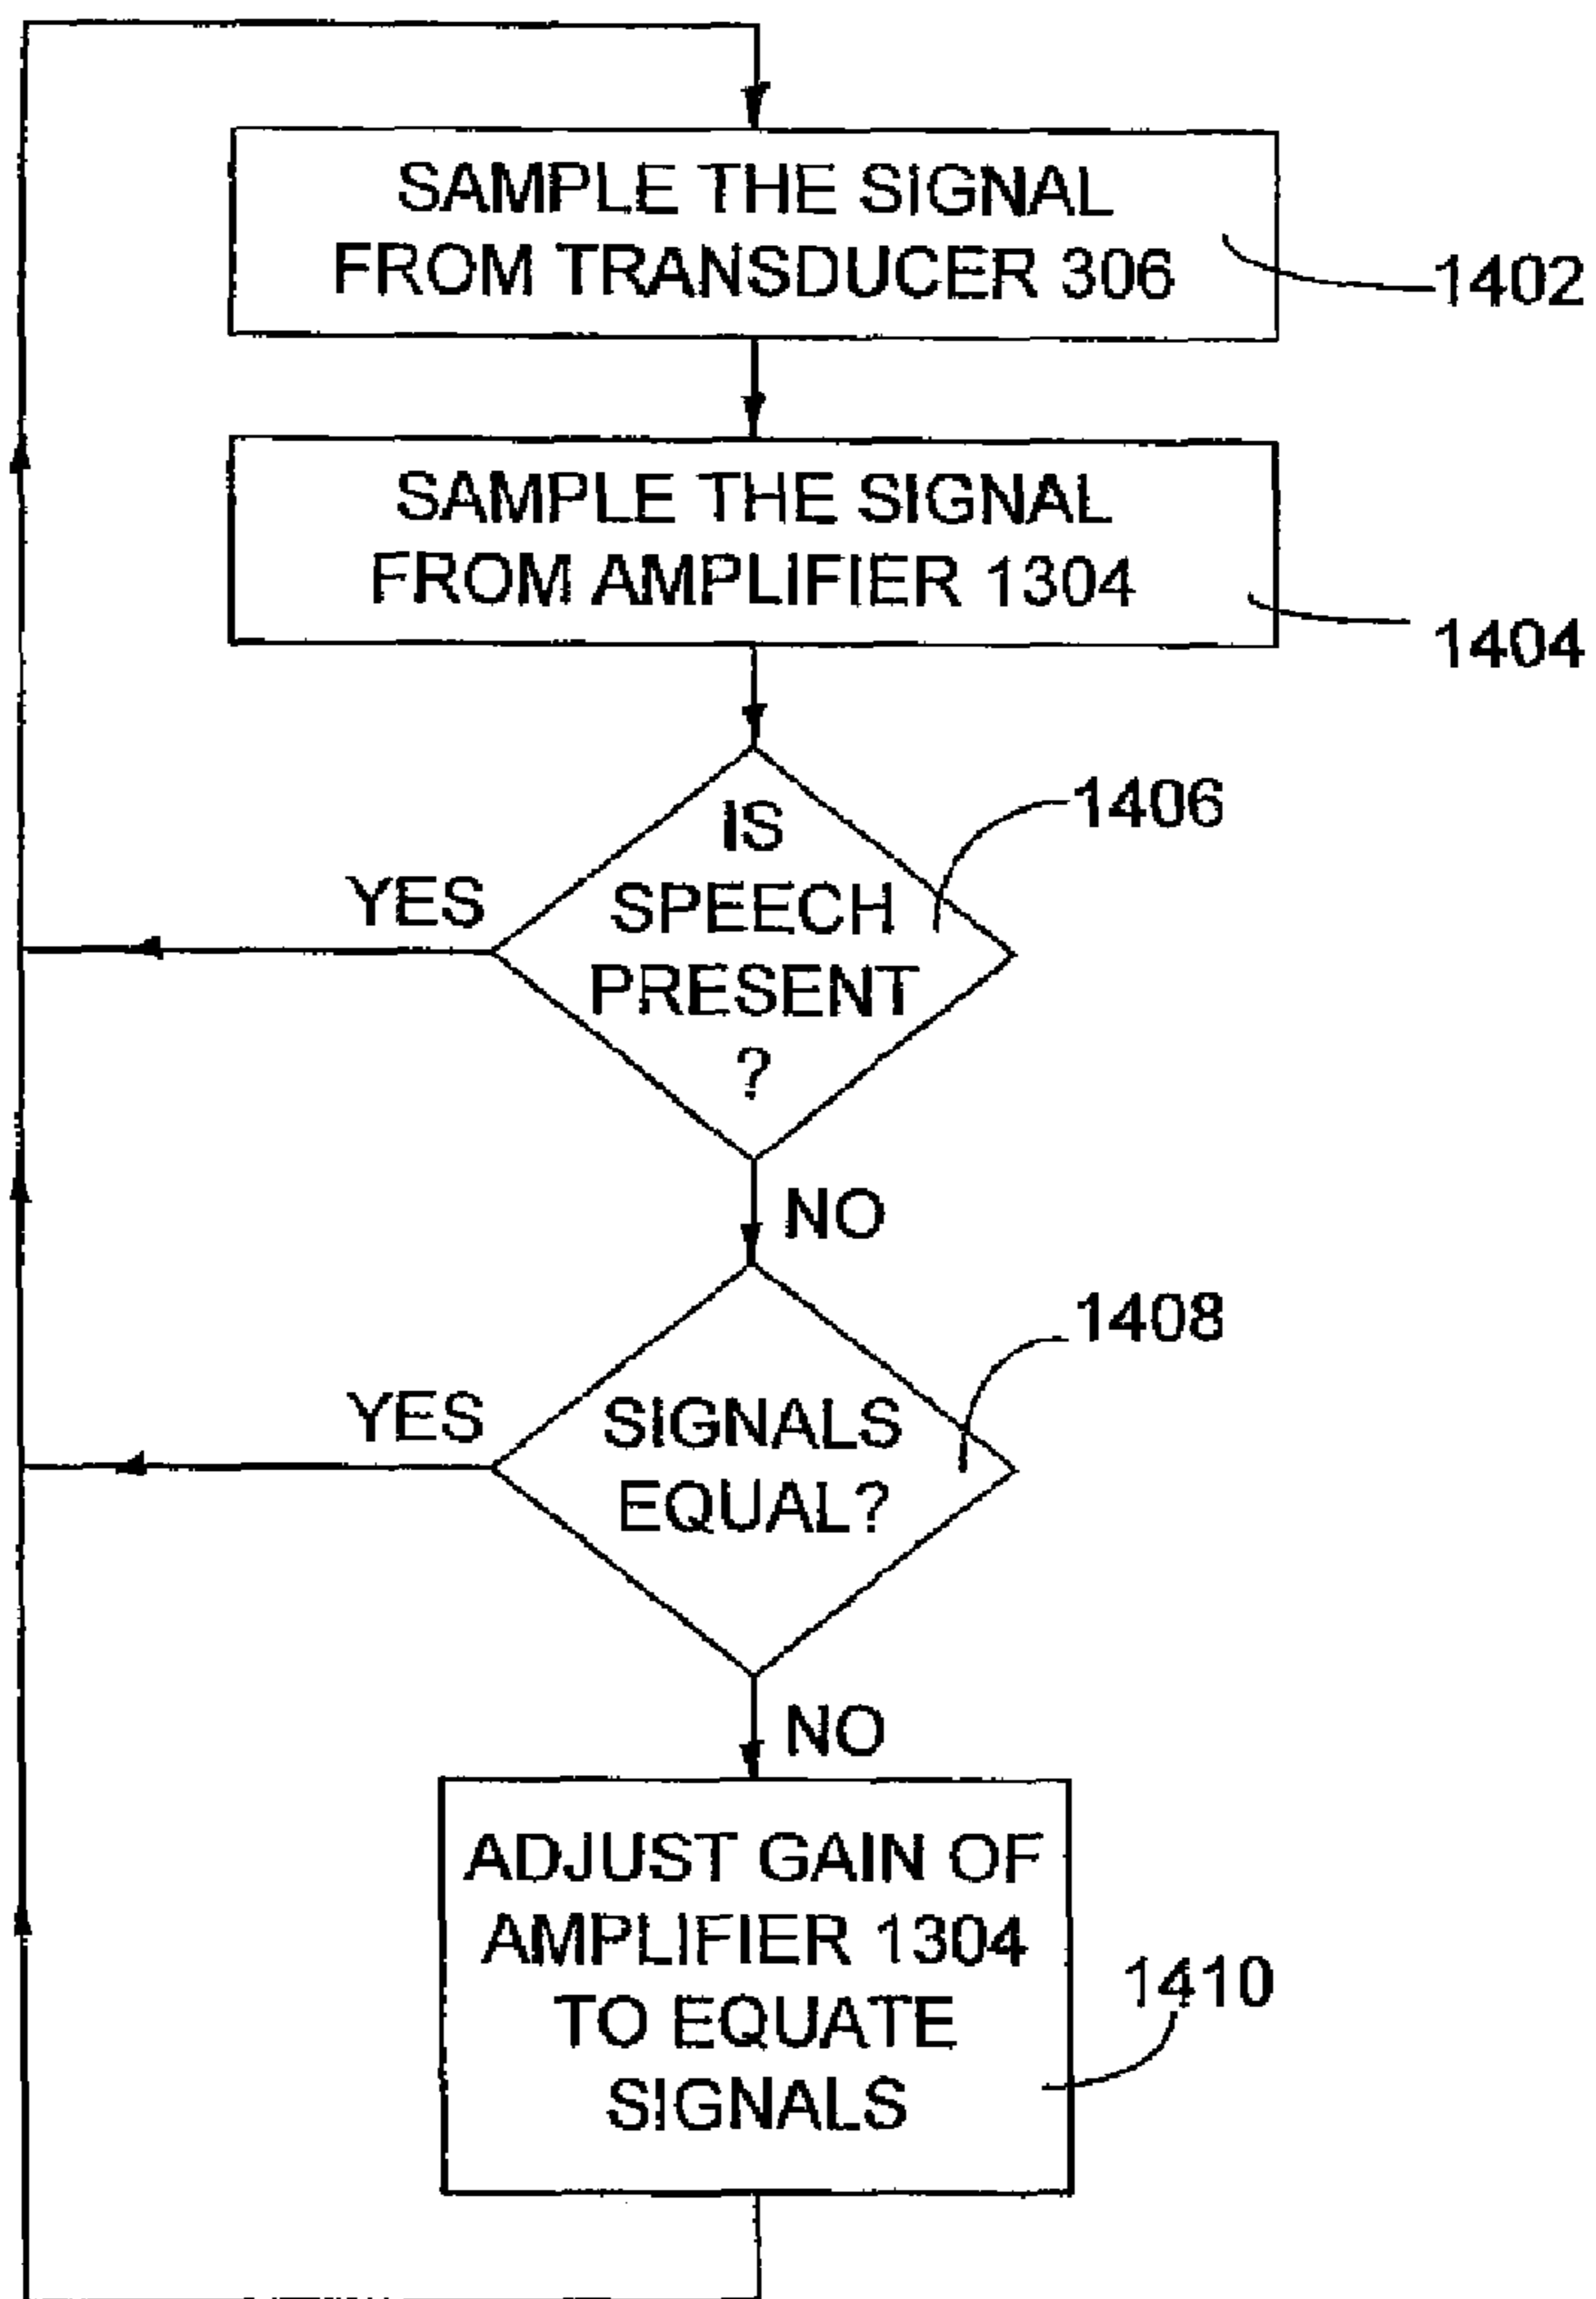 SAMPLE THE SIGNAL
FROM TRANSDUCER 306
1402
SAMPLE THE SIGNAL
FROM AMPLIFIER 1304
1404
IS
SPEECH
PRESENT
?
1406
YES
NO
SIGNALS
EQUAL?
1408
YES
NO
ADJUST GAIN OF
AMPLIFIER 1304
TO EQUATE
SIGNALS
1410